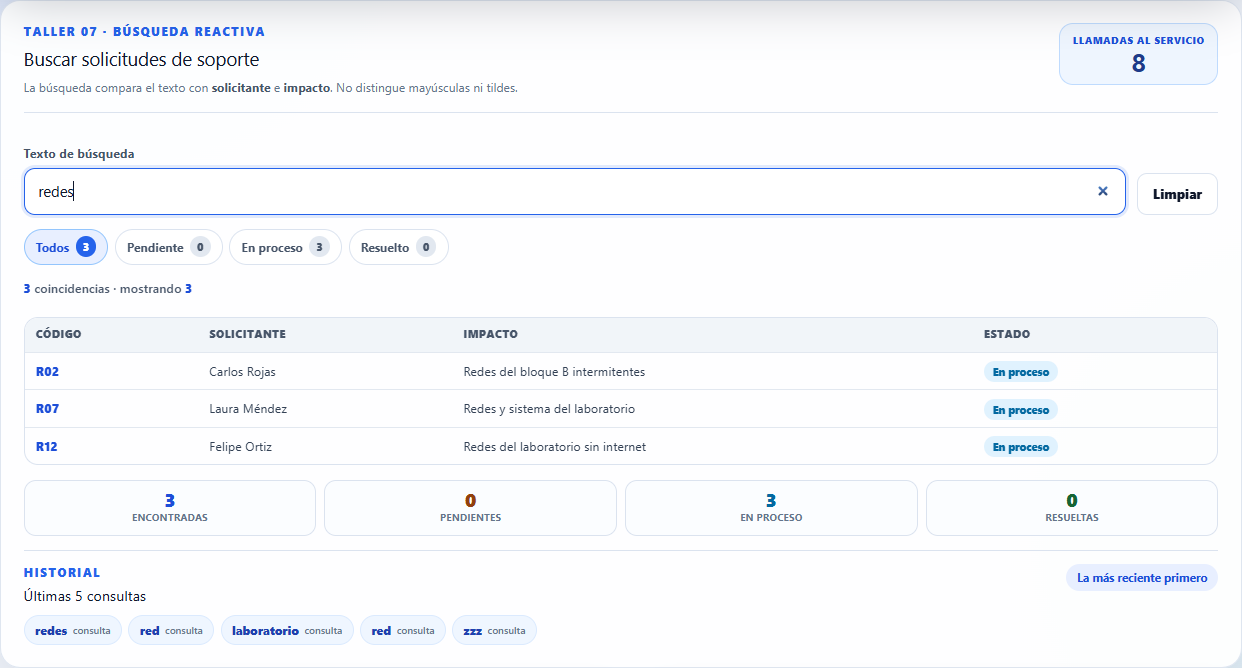 TALLER 07 · BÚSQUEDA REACTIVA
Buscar solicitudes de soporte
La búsqueda compara el texto con solicitante e impacto. No distingue mayúsculas ni tildes.
LLAMADAS AL SERVICIO
8
Texto de búsqueda
redes ×
Limpiar
Todos 3 Pendiente 0 En proceso 3 Resuelto 0
3 coincidencias · mostrando 3
CÓDIGO SOLICITANTE IMPACTO ESTADO
R02 Carlos Rojas Redes del bloque B intermitentes En proceso
R07 Laura Méndez Redes y sistema del laboratorio En proceso
R12 Felipe Ortiz Redes del laboratorio sin internet En proceso
3 0 3 0
ENCONTRADAS PENDIENTES EN PROCESO RESUELTAS
HISTORIAL
Últimas 5 consultas
La más reciente primero
redes consulta red consulta laboratorio consulta red consulta zzz consulta